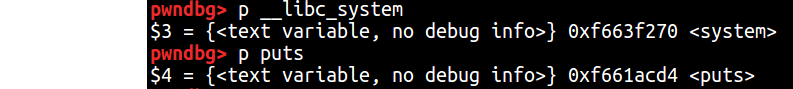 pwndbg> p __libc_system
$3 = {<text variable, no debug info>} 0xf663f270 <system>
pwndbg> p puts
$4 = {<text variable, no debug info>} 0xf661acd4 <puts>